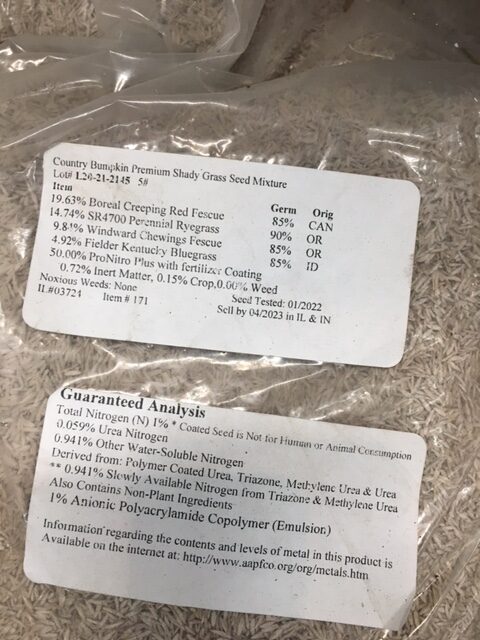 Country Bumpkin Premium Shady Grass Seed Mixture
Lot# L20-21-2145 5#
Item Germ Orig
19.63% Boreal Creeping Red Fescue 85% CAN
14.74% SR4700 Perennial Ryegrass 90% OR
9.81% Windward Chewings Fescue 85% OR
4.92% Fielder Kentucky Bluegrass 85% ID
50.00% ProNitro Plus with fertilizer Coating
0.72% Inert Matter, 0.15% Crop,0.00% Weed
Noxious Weeds: None Seed Tested: 01/2022
IL#03724 Item # 171 Sell by 04/2023 in IL & IN
Guaranteed Analysis
Total Nitrogen (N) 1% * Coated Seed is Not for Human or Animal Consumption
0.059% Urea Nitrogen
0.941% Other Water-Soluble Nitrogen
Derived from: Polymer Coated Urea, Triazone, Methylene Urea & Urea
** 0.941% Slowly Available Nitrogen from Triazone & Methylene Urea
Also Contains Non-Plant Ingredients
1% Anionic Polyacrylamide Copolymer (Emulsion)
Information regarding the contents and levels of metal in this product is
Available on the internet at: http://www.aapfco.org/org/metals.htm